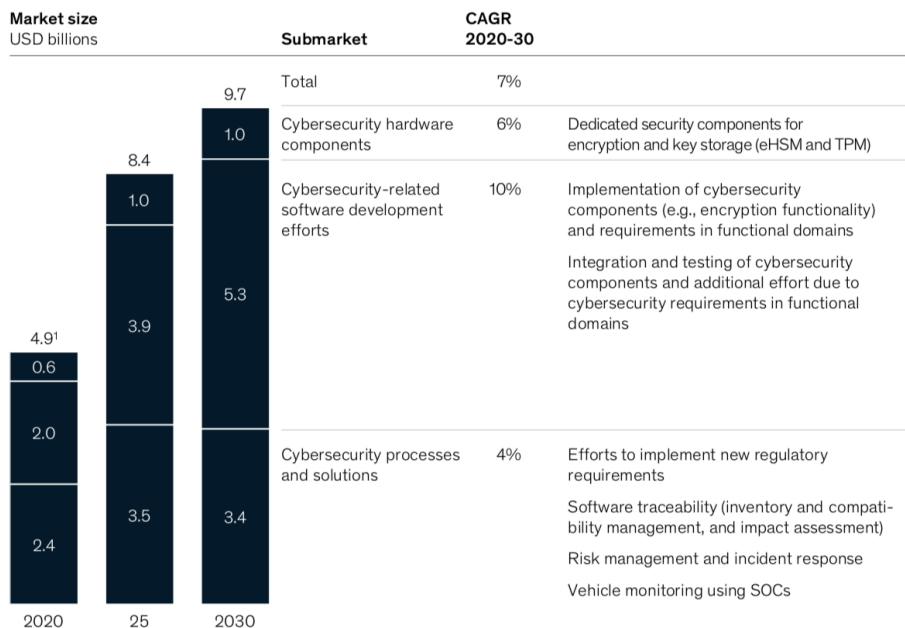 Market size
USD billions
Submarket
CAGR
2020-30
Total
7%
Cybersecurity hardware
components
6%
Dedicated security components for
encryption and key storage (eHSM and TPM)
Cybersecurity-related
software development
efforts
10%
Implementation of cybersecurity
components (e.g., encryption functionality)
and requirements in functional domains
Integration and testing of cybersecurity
components and additional effort due to
cybersecurity requirements in functional
domains
Cybersecurity processes
and solutions
4%
Efforts to implement new regulatory
requirements
Software traceability (inventory and compati-
bility management, and impact assessment)
Risk management and incident response
Vehicle monitoring using SOCs
4.9¹
0.6
2.0
2.4
2020
8.4
1.0
3.9
3.5
25
9.7
1.0
5.3
3.4
2030